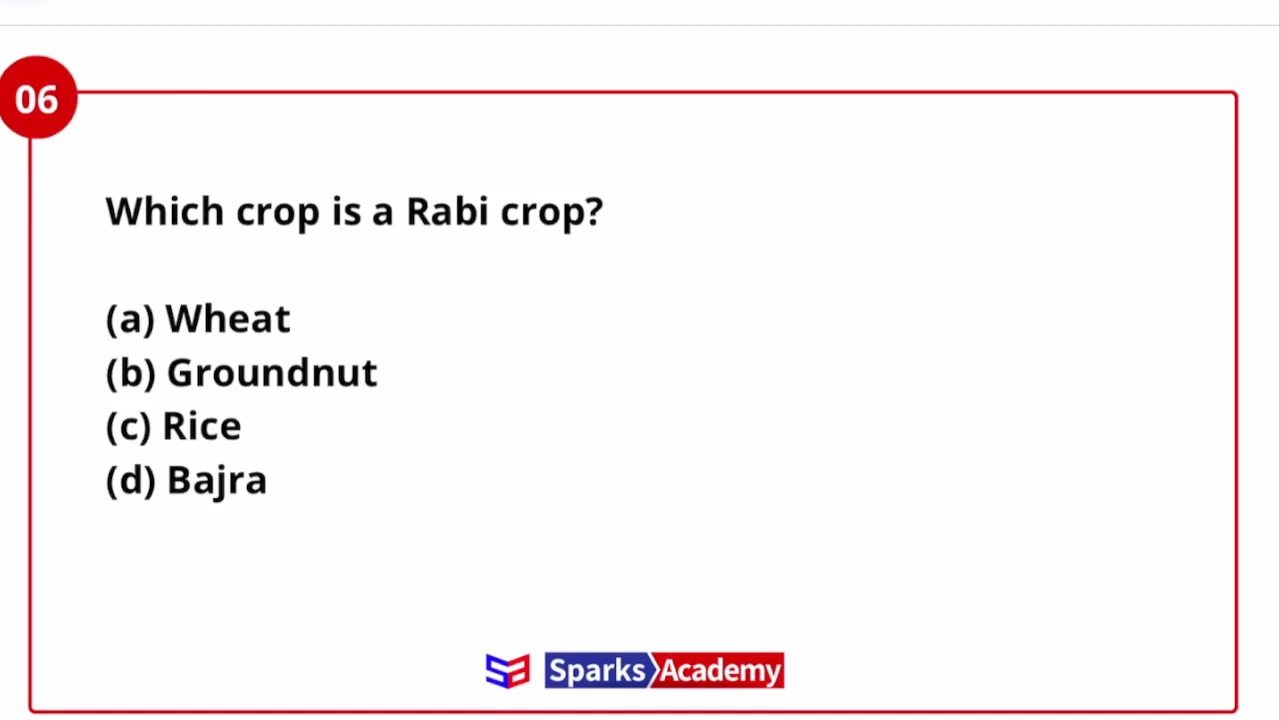 06
Which crop is a Rabi crop?
(a) Wheat
(b) Groundnut
(c) Rice
(d) Bajra
Sparks Academy